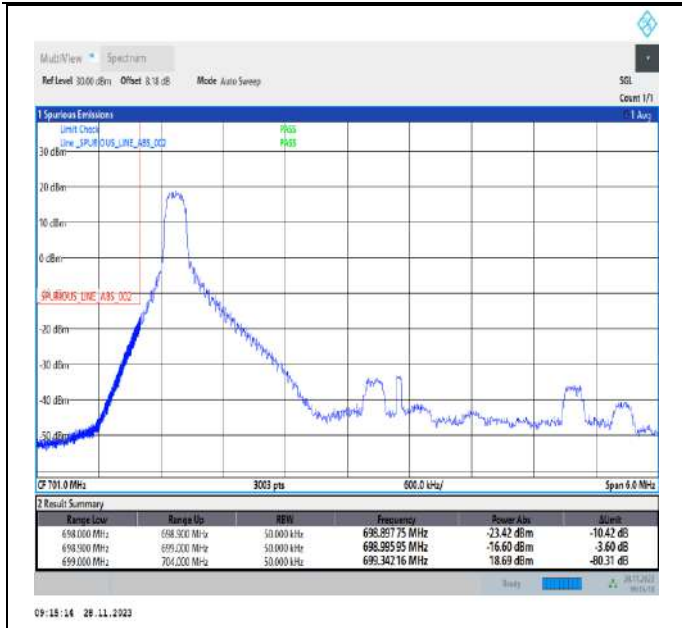 MultiView Spectrum
Ref Level 30.00 dBm Offset 8.18 dB Mode Auto Sweep SGL
Count 1/1
1 Spurious Emissions 1 Avg
Limit Check PASS
Line _SPURIOUS_LINE_ABS_002 PASS
30 dBm
20 dBm
10 dBm
0 dBm
SPURIOUS_LINE_ABS_002
-20 dBm
-30 dBm
-40 dBm
-50 dBm
CF 701.0 MHz 3003 pts 600.0 kHz/ Span 6.0 MHz
2 Result Summary
Range Low Range Up RBW Frequency Power Abs ΔLimit
698.000 MHz 698.900 MHz 50.000 kHz 698.89775 MHz -23.42 dBm -10.42 dB
698.900 MHz 699.000 MHz 50.000 kHz 698.99595 MHz -16.60 dBm -3.60 dB
699.000 MHz 704.000 MHz 50.000 kHz 699.34216 MHz 18.69 dBm -80.31 dB
Ready 28.11.2023
09:15:14 28.11.2023